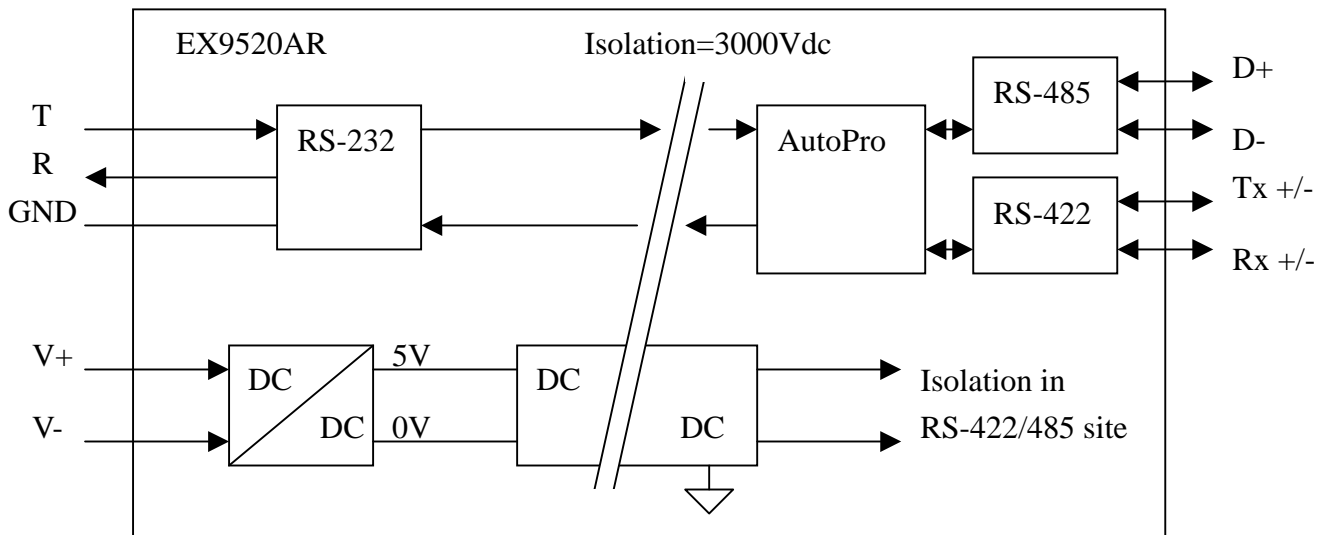 EX9520AR
Isolation=3000Vdc
T
R
GND
RS-232
AutoPro
RS-485
RS-422
D+
D-
Tx +/-
Rx +/-
V+
V-
DC
DC
5V
0V
DC
DC
Isolation in
RS-422/485 site